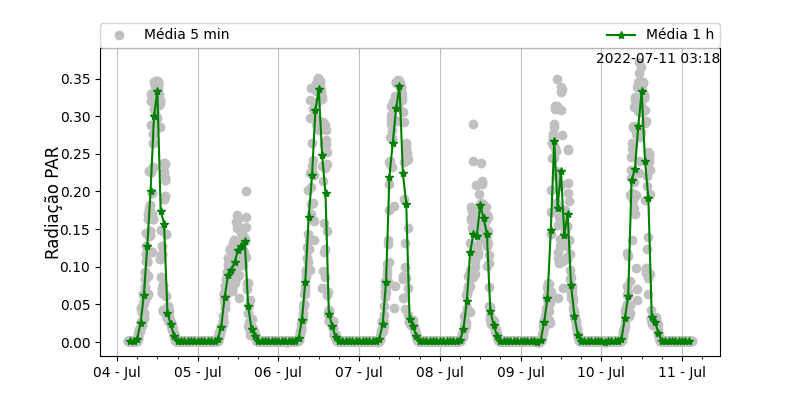 Média 5 min
Média 1 h
2022-07-11 03:18
Radiação PAR
0.35
0.30
0.25
0.20
0.15
0.10
0.05
0.00
04 - Jul
05 - Jul
06 - Jul
07 - Jul
08 - Jul
09 - Jul
10 - Jul
11 - Jul